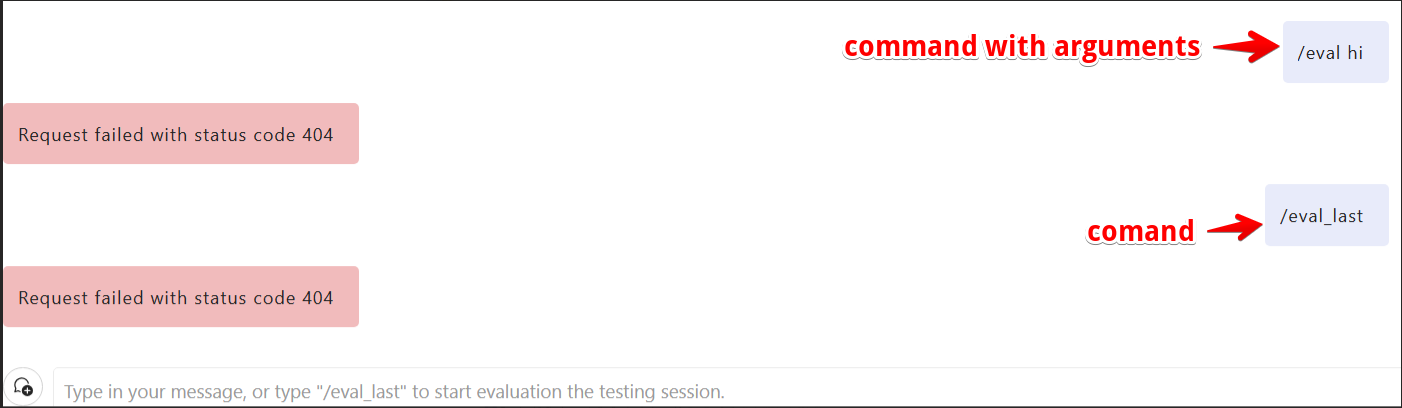 command with arguments
/eval hi
Request failed with status code 404
/eval_last
comand
Request failed with status code 404
Type in your message, or type "/eval_last" to start evaluation the testing session.